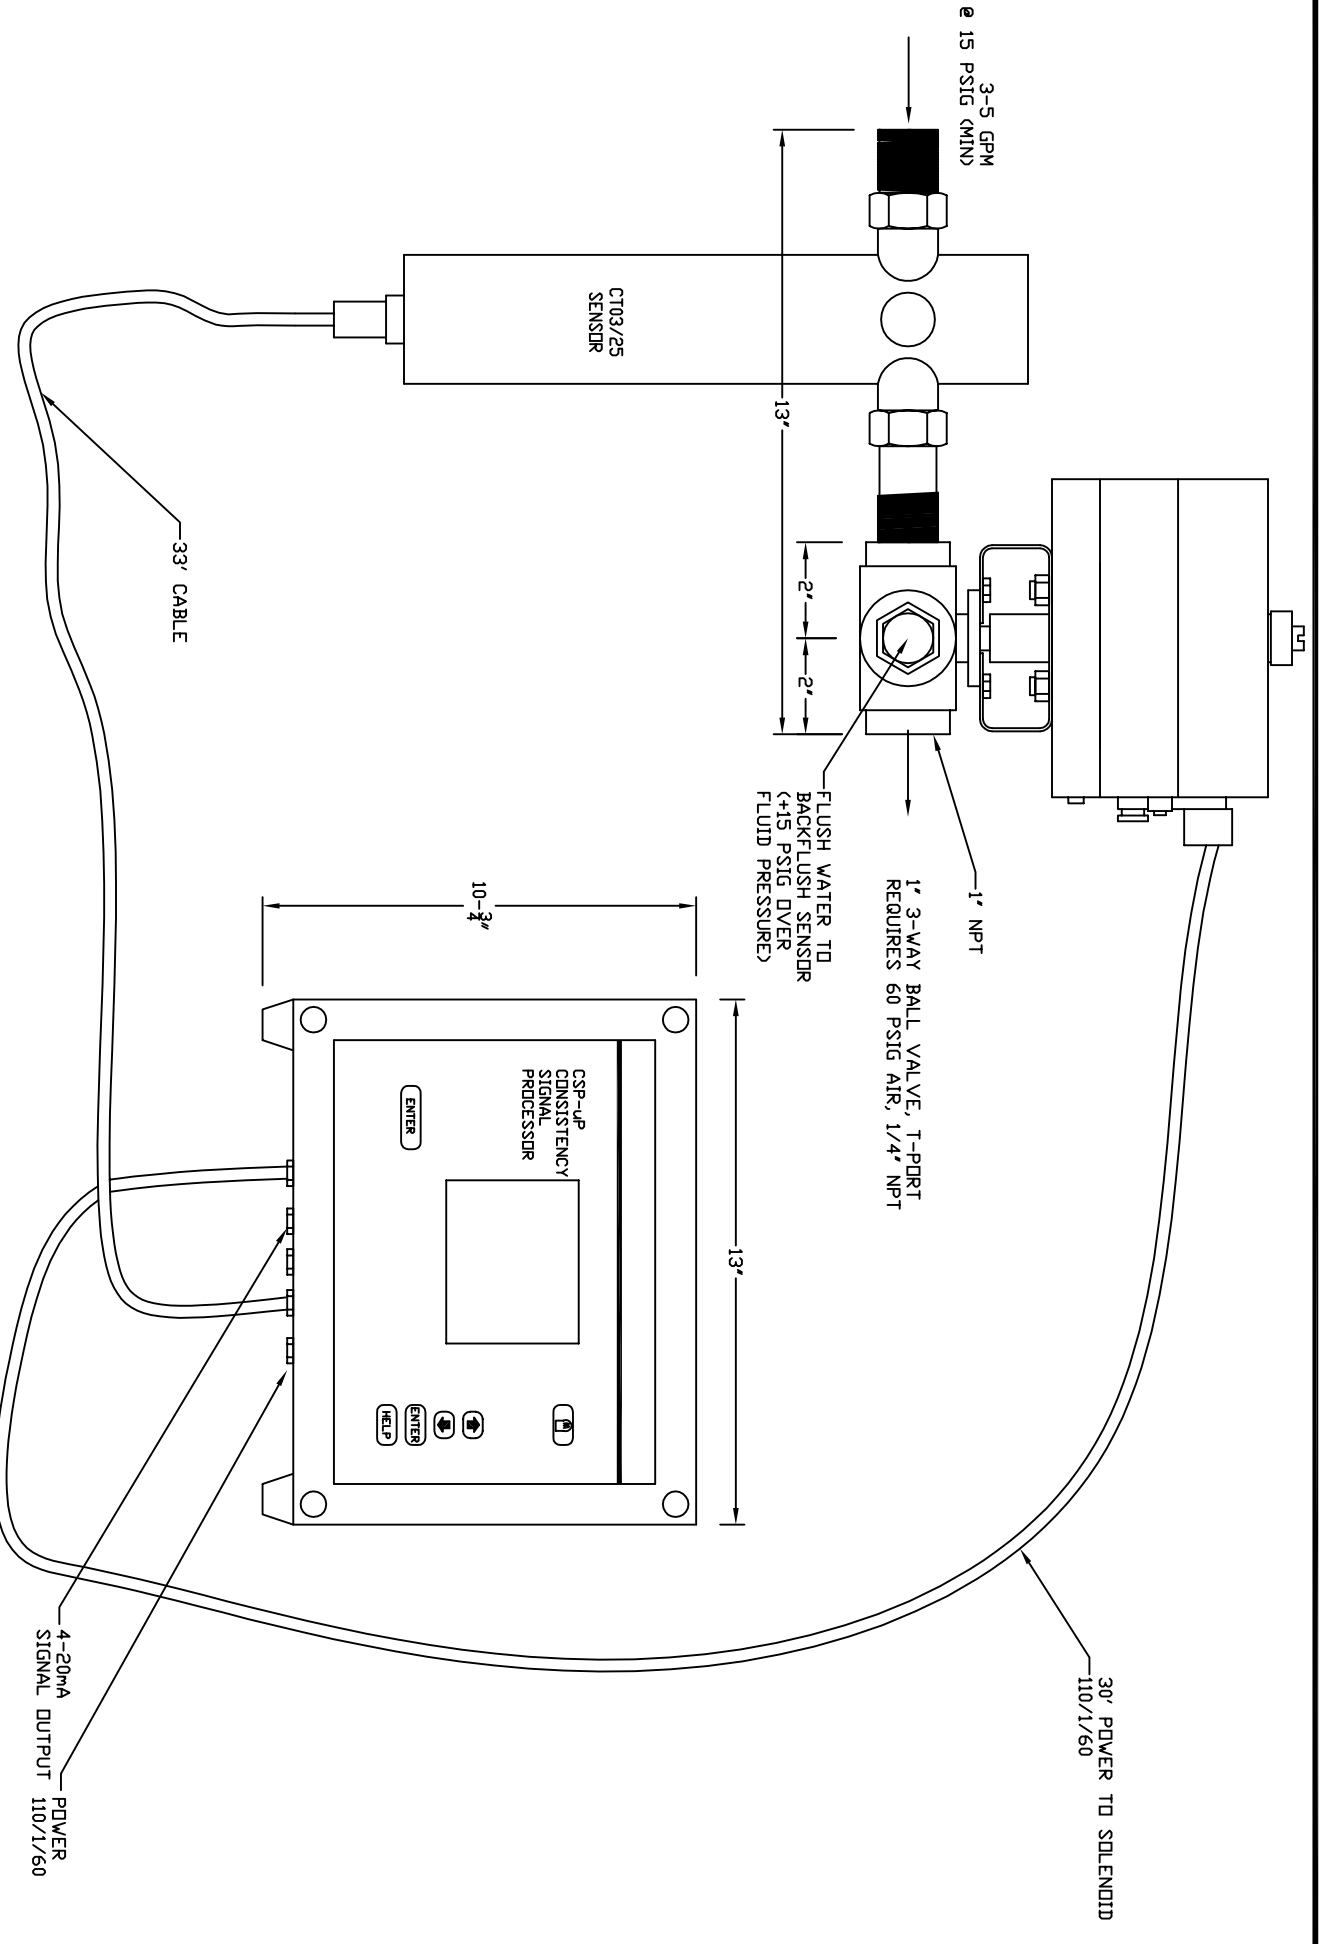 3-5 GPM
@ 15 PSIG (MIN)
CT03/25
SENSOR
13"
2"
2"
33' CABLE
FLUSH WATER TO
BACKFLUSH SENSOR
(+15 PSIG OVER
FLUID PRESSURE)
1" NPT
1" 3-WAY BALL VALVE, T-PORT
REQUIRES 60 PSIG AIR, 1/4" NPT
10-3/4"
13"
CSP-uP
CONSISTENCY
SIGNAL
PROCESSOR
ENTER
ENTER
HELP
30' POWER TO SOLENOID
110/1/60
4-20mA
SIGNAL OUTPUT
POWER
110/1/60